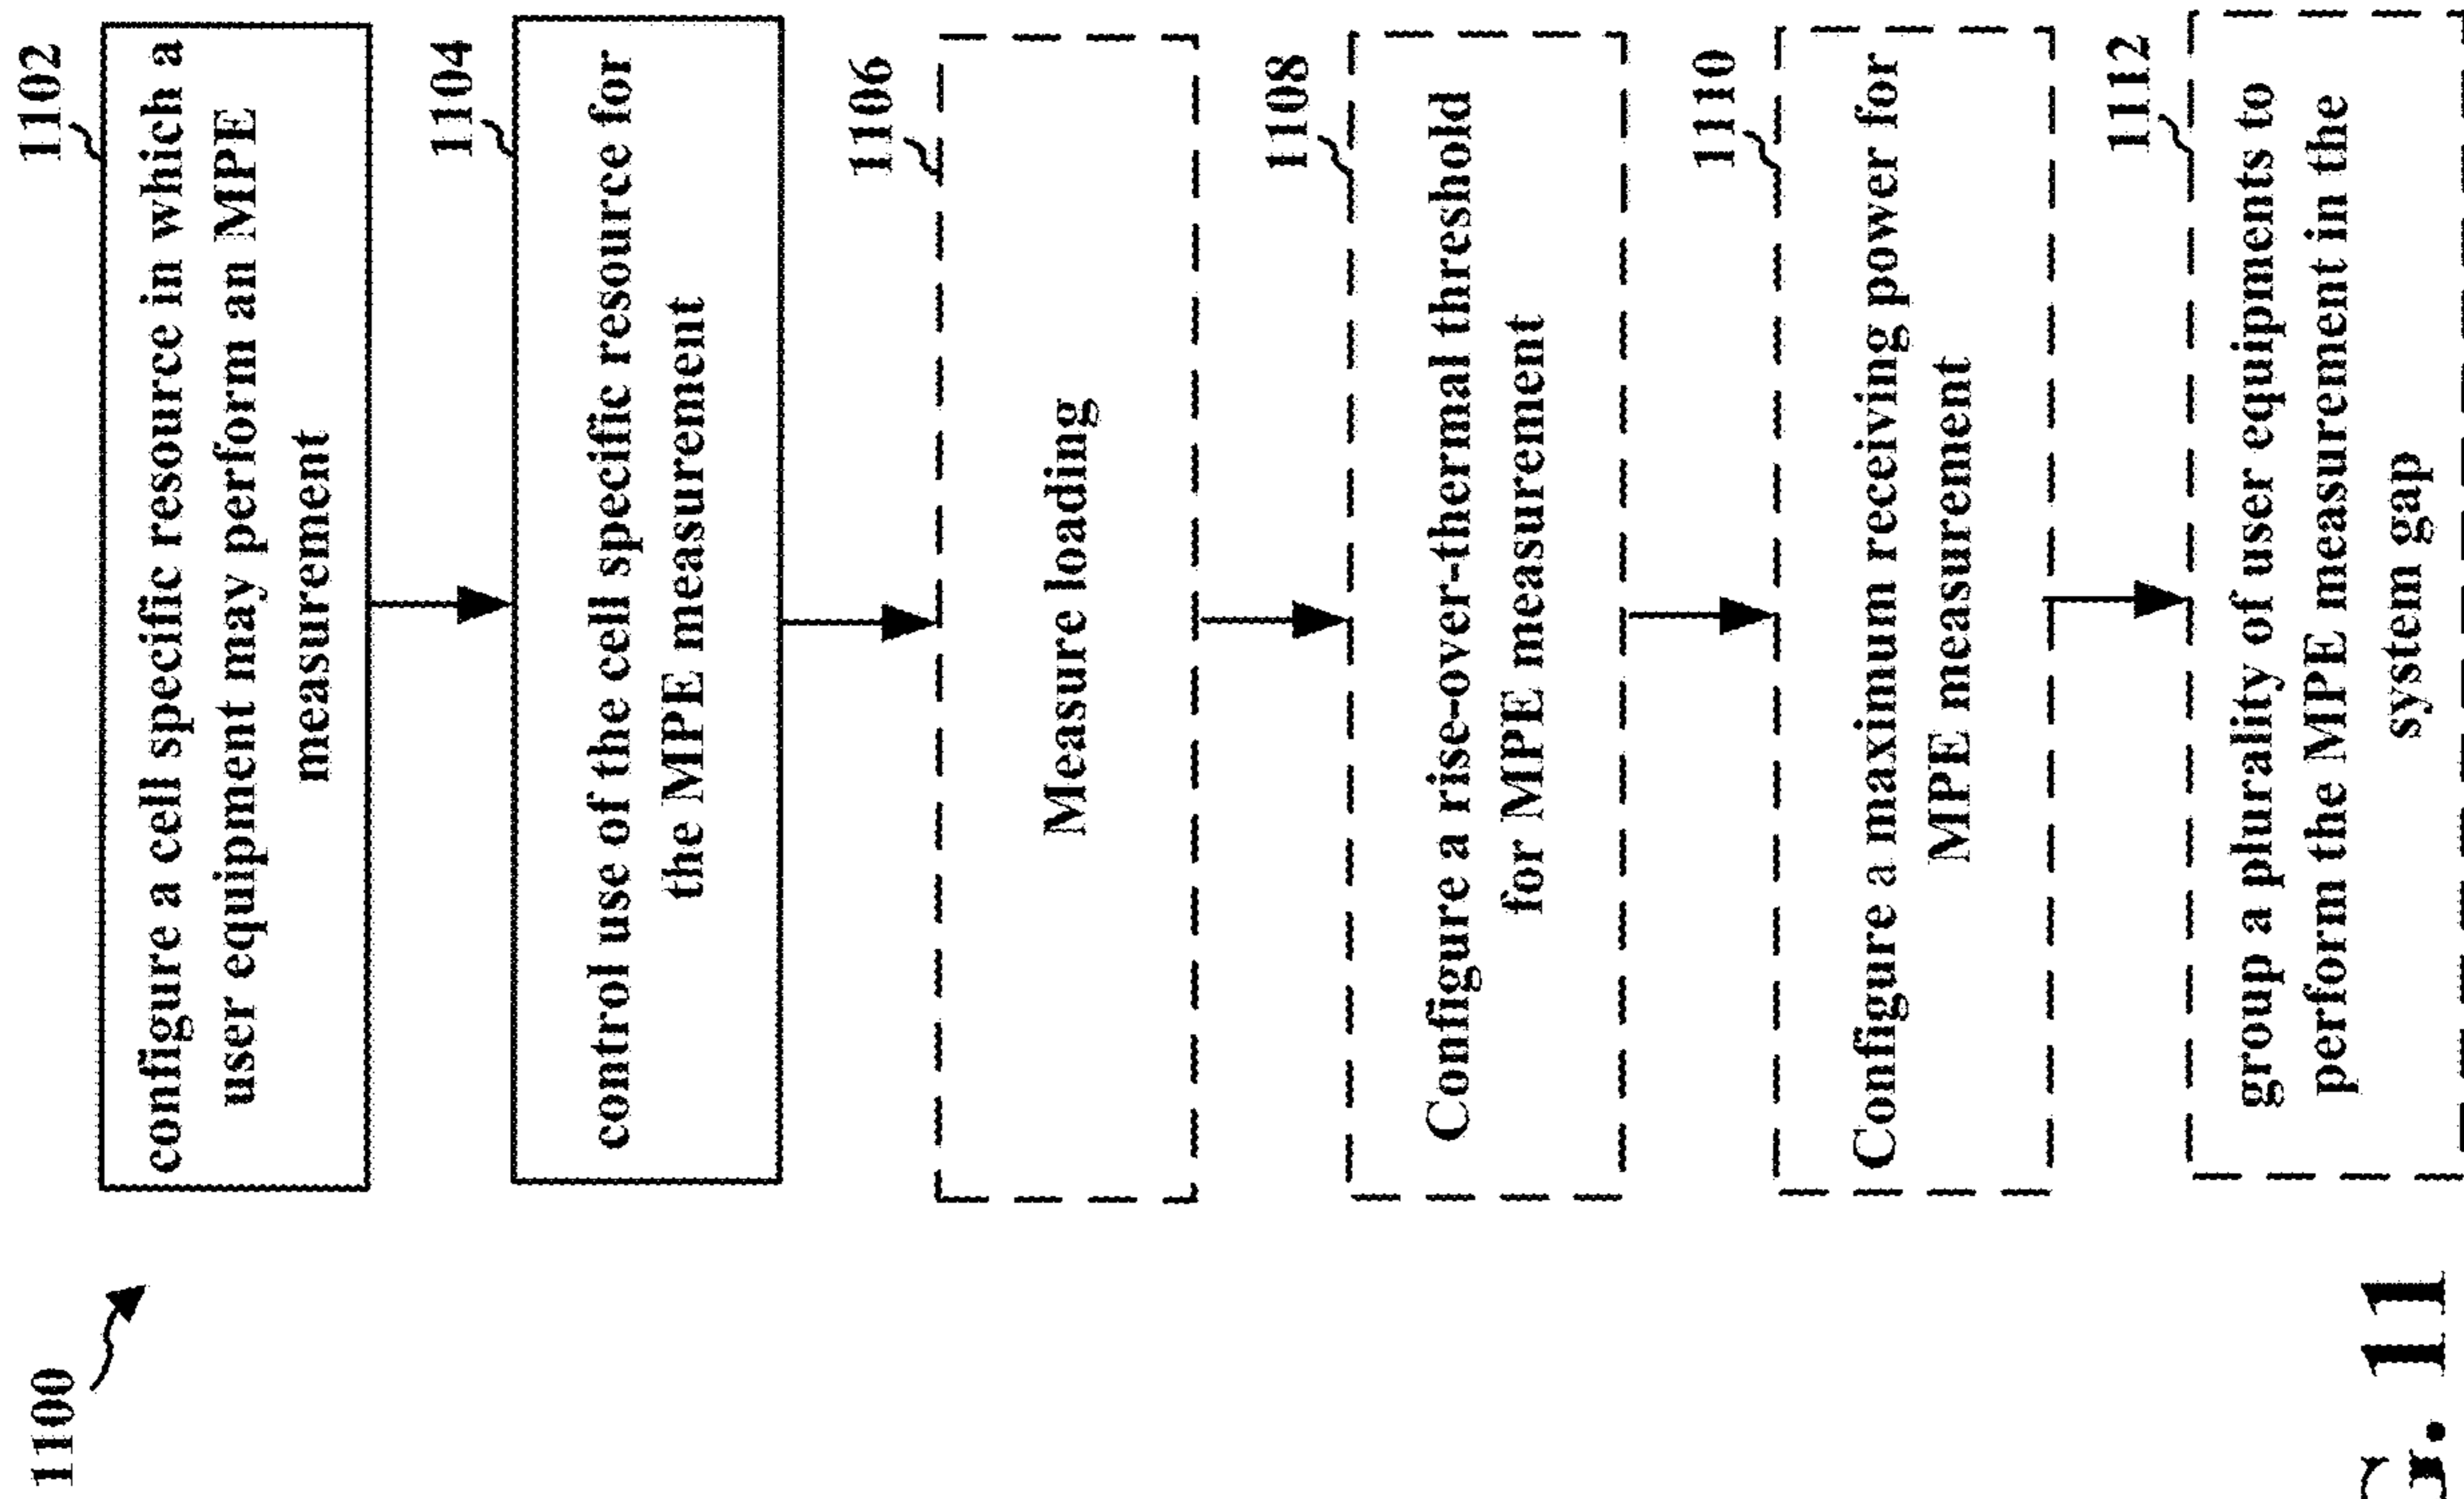 1100
1102
configure a cell specific resource in which a
user equipment may perform an MPE
measurement
1104
control use of the cell specific resource for
the MPE measurement
1106
Measure loading
1108
Configure a rise-over-thermal threshold
for MPE measurement
1110
Configure a maximum receiving power for
MPE measurement
1112
group a plurality of user equipments to
perform the MPE measurement in the
system gap
G. 11